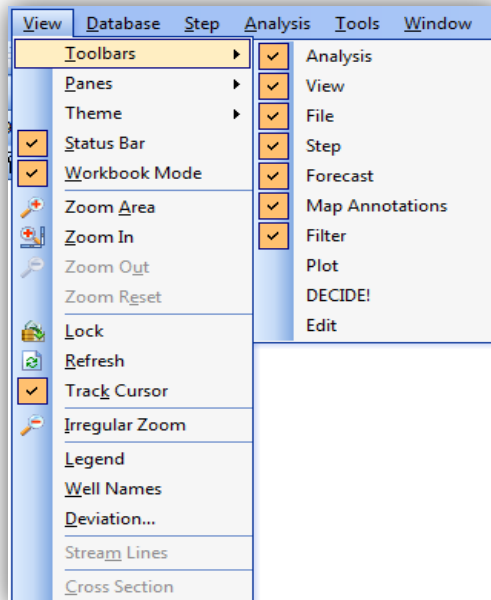 View Database Step Analysis Tools Window
Toolbars
Panes
Theme
Status Bar
Workbook Mode
Zoom Area
Zoom In
Zoom Out
Zoom Reset
Lock
Refresh
Track Cursor
Irregular Zoom
Legend
Well Names
Deviation...
Stream Lines
Cross Section
Analysis
View
File
Step
Forecast
Map Annotations
Filter
Plot
DECIDE!
Edit